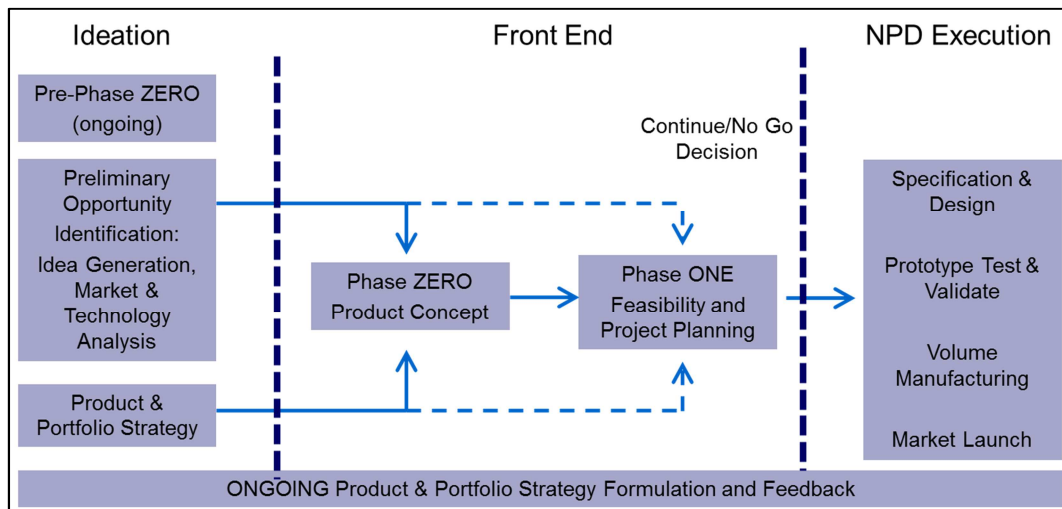 Ideation
Front End
NPD Execution
Pre-Phase ZERO
(ongoing)
Preliminary
Opportunity
Identification:
Idea Generation,
Market &
Technology
Analysis
Product &
Portfolio Strategy
Phase ZERO
Product Concept
Continue/No Go
Decision
Phase ONE
Feasibility and
Project Planning
Specification &
Design
Prototype Test &
Validate
Volume
Manufacturing
Market Launch
ONGOING Product & Portfolio Strategy Formulation and Feedback